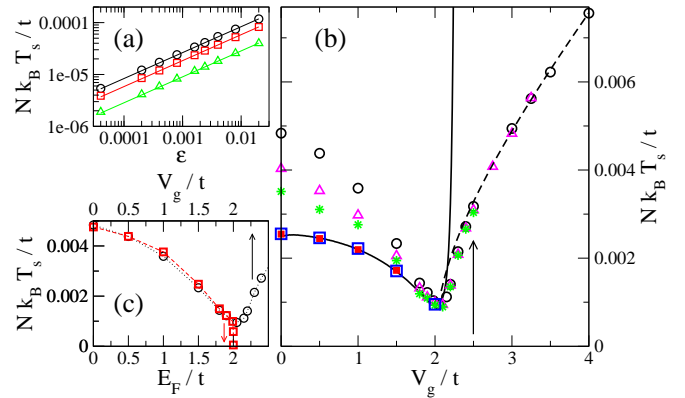 0.0001
1e-05
1e-06
N k_B T_s / t
(a)
0.0001
0.001
0.01
ε
V_g / t
0
0.5
1
1.5
2
0.004
0.002
0
N k_B T_s / t
(c)
0
0.5
1
1.5
2
E_F / t
(b)
0.006
0.004
0.002
0
N k_B T_s / t
0
1
2
3
4
V_g / t